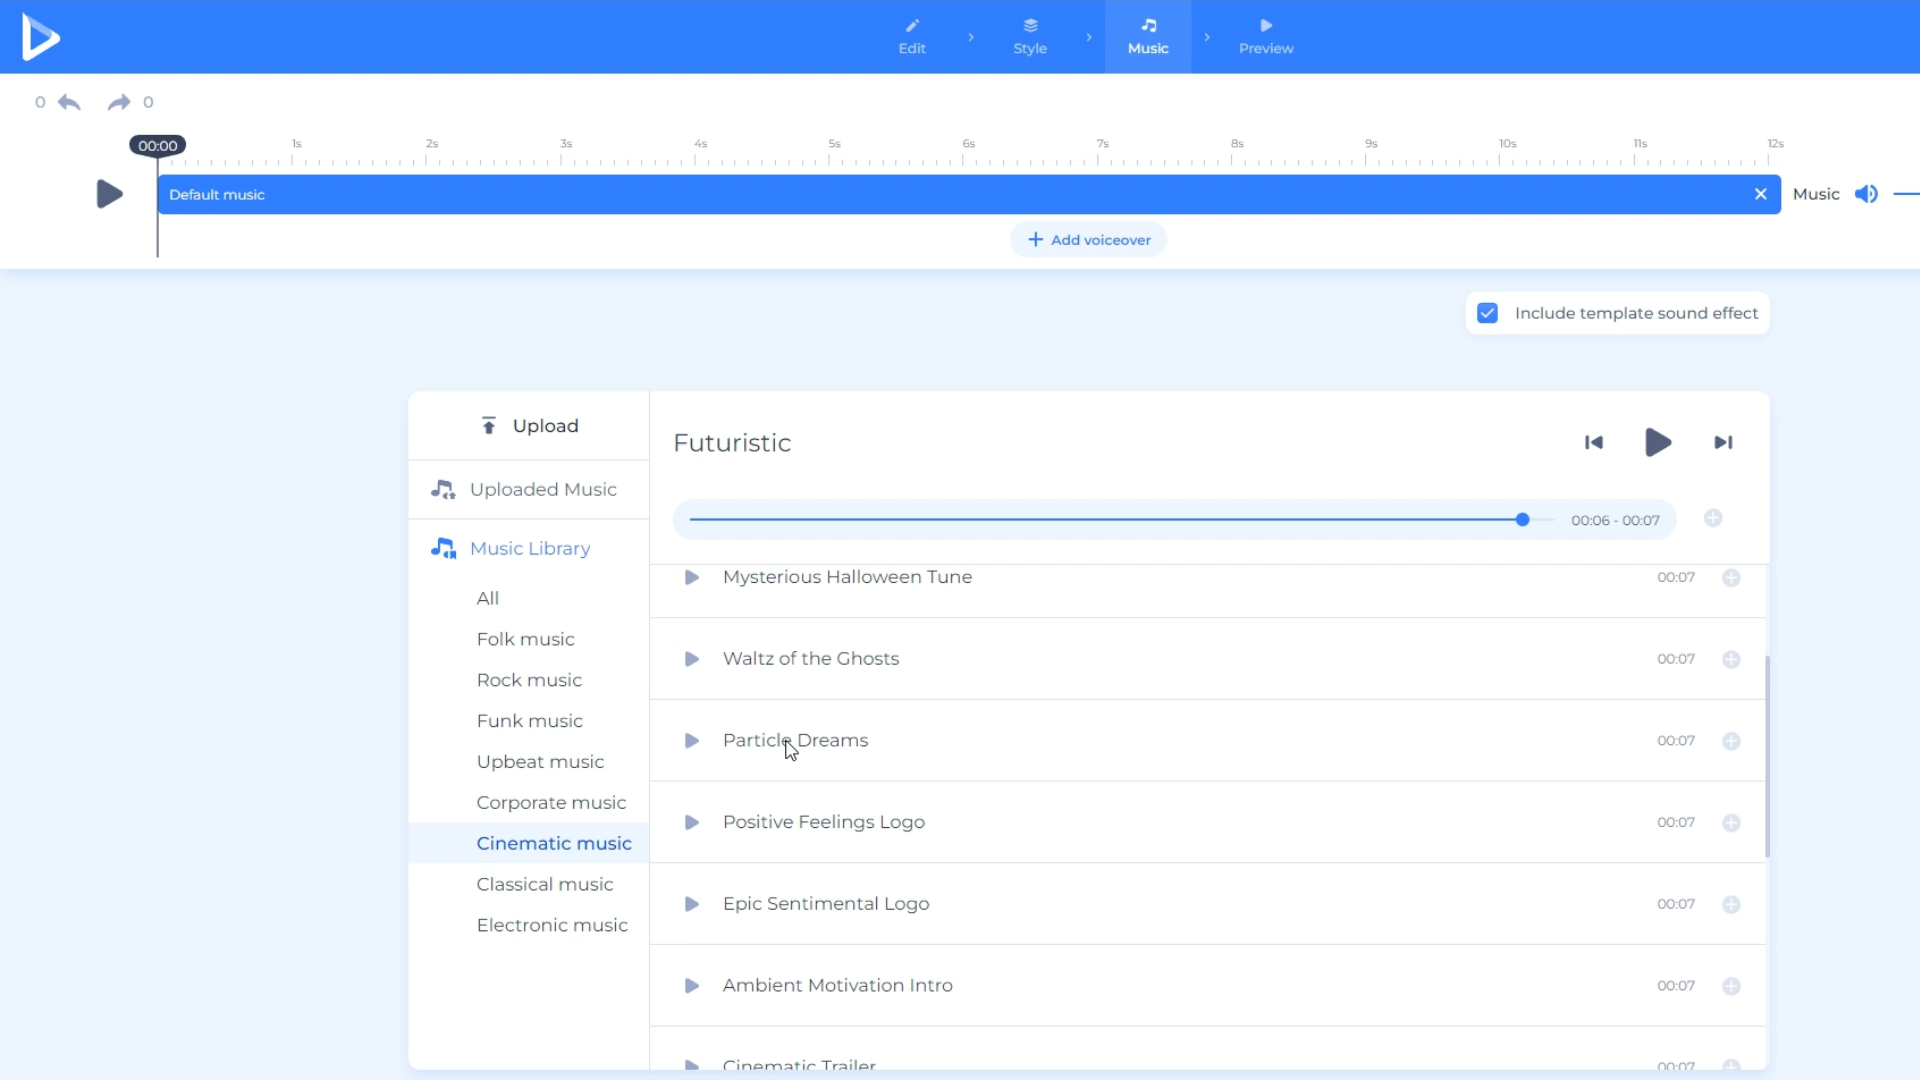 Edit
Style
Music
Preview
0
0
00:00
1s 2s 3s 4s 5s 6s 7s 8s 9s 10s 11s 12s
Default music
Music
Add voiceover
Include template sound effect
Upload
Uploaded Music
Music Library
All
Folk music
Rock music
Funk music
Upbeat music
Corporate music
Cinematic music
Classical music
Electronic music
Futuristic
00:06 - 00:07
Mysterious Halloween Tune 00:07
Waltz of the Ghosts 00:07
Particle Dreams 00:07
Positive Feelings Logo 00:07
Epic Sentimental Logo 00:07
Ambient Motivation Intro 00:07
Cinematic Trailer 00:07